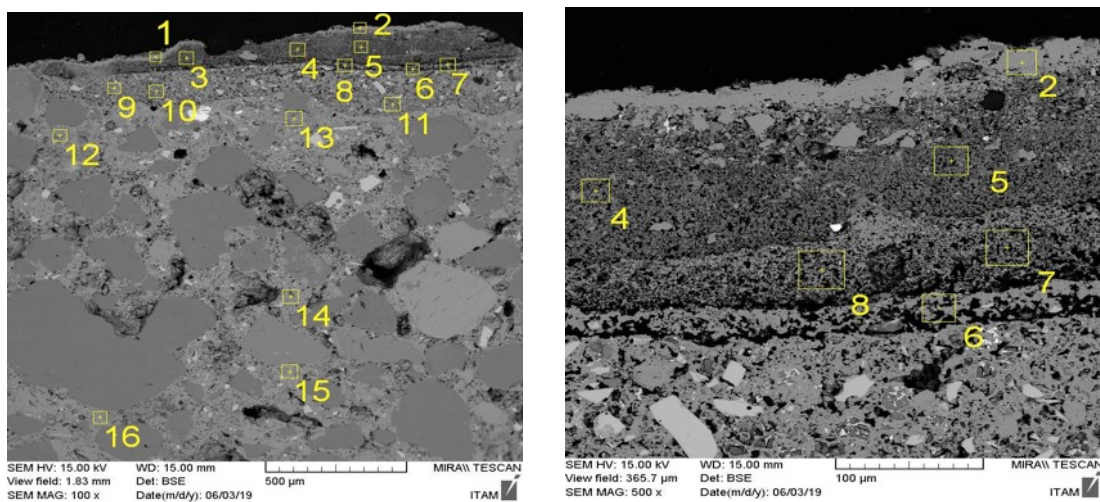 1
2
3
4
5
8
6
7
9
10
11
12
13
14
15
16
SEM HV: 15.00 kV WD: 15.00 mm
View field: 1.83 mm Det: BSE 500 µm
SEM MAG: 100 x Date(m/d/y): 06/03/19
MIRA\\ TESCAN
ITAM
2
5
4
7
8
6
SEM HV: 15.00 kV WD: 15.00 mm
View field: 365.7 µm Det: BSE 100 µm
SEM MAG: 500 x Date(m/d/y): 06/03/19
MIRA\\ TESCAN
ITAM